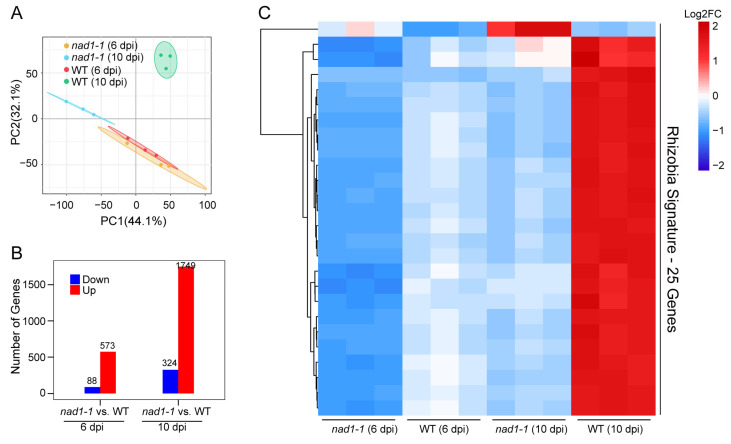 A
nad1-1 (6 dpi)
nad1-1 (10 dpi)
WT (6 dpi)
WT (10 dpi)
PC2(32.1%)
50
0
−50
−100
−50
0
50
100
PC1(44.1%)
B
Down
Up
Number of Genes
1500
1000
500
0
88
573
324
1749
nad1-1 vs. WT
nad1-1 vs. WT
6 dpi
10 dpi
C
Log2FC
2
1
0
−1
−2
Rhizobia Signature - 25 Genes
nad1-1 (6 dpi)
WT (6 dpi)
nad1-1 (10 dpi)
WT (10 dpi)